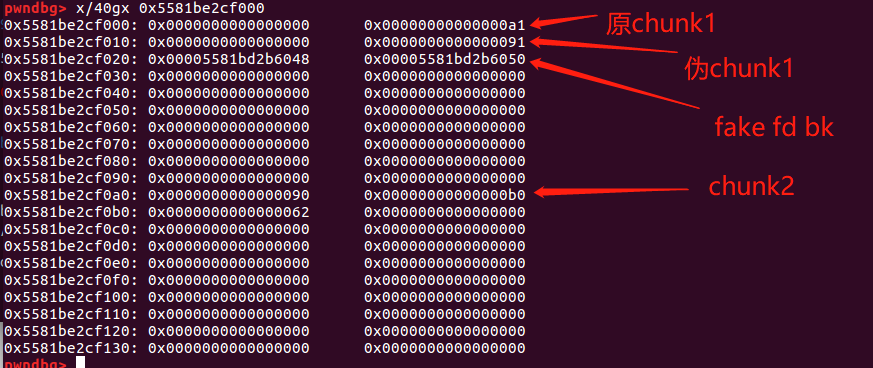 pwndbg> x/40gx 0x5581be2cf000
0x5581be2cf000: 0x0000000000000000 0x00000000000000a1
原chunk1
0x5581be2cf010: 0x0000000000000000 0x0000000000000091
伪chunk1
0x5581be2cf020: 0x00005581bd2b6048 0x00005581bd2b6050
0x5581be2cf030: 0x0000000000000000 0x0000000000000000
0x5581be2cf040: 0x0000000000000000 0x0000000000000000
0x5581be2cf050: 0x0000000000000000 0x0000000000000000
0x5581be2cf060: 0x0000000000000000 0x0000000000000000
fake fd bk
0x5581be2cf070: 0x0000000000000000 0x0000000000000000
0x5581be2cf080: 0x0000000000000000 0x0000000000000000
0x5581be2cf090: 0x0000000000000000 0x0000000000000000
0x5581be2cf0a0: 0x0000000000000090 0x00000000000000b0
chunk2
0x5581be2cf0b0: 0x0000000000000062 0x0000000000000000
0x5581be2cf0c0: 0x0000000000000000 0x0000000000000000
0x5581be2cf0d0: 0x0000000000000000 0x0000000000000000
0x5581be2cf0e0: 0x0000000000000000 0x0000000000000000
0x5581be2cf0f0: 0x0000000000000000 0x0000000000000000
0x5581be2cf100: 0x0000000000000000 0x0000000000000000
0x5581be2cf110: 0x0000000000000000 0x0000000000000000
0x5581be2cf120: 0x0000000000000000 0x0000000000000000
0x5581be2cf130: 0x0000000000000000 0x0000000000000000
pwndbg>